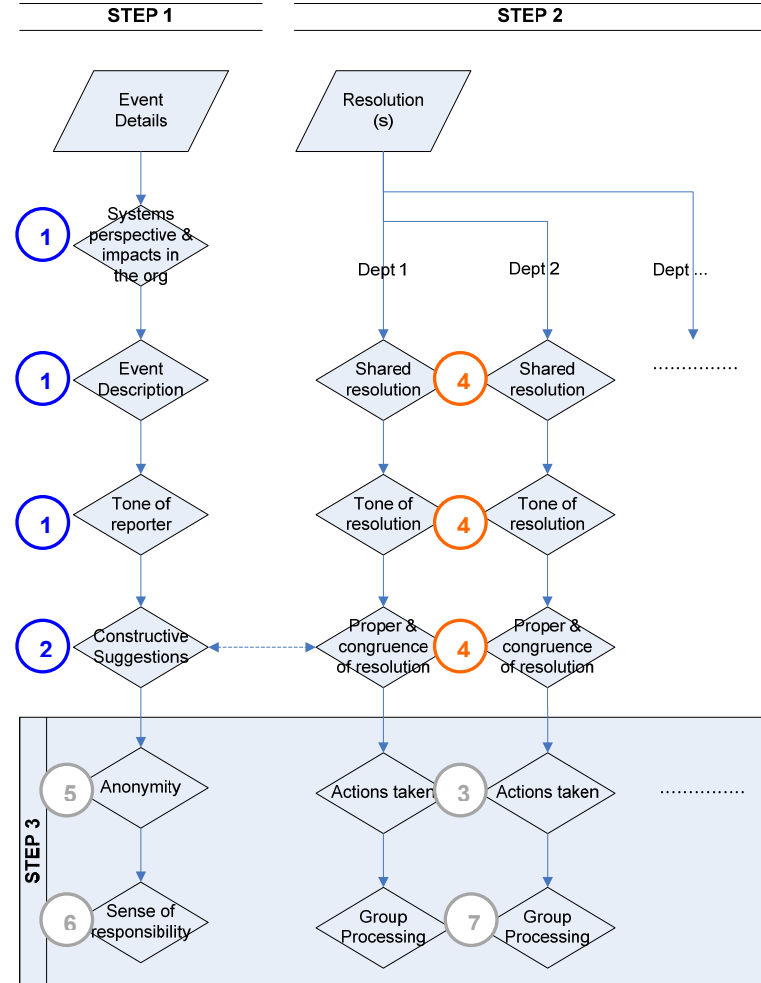 STEP 1
STEP 2
Event
Details
Resolution
(s)
1
Systems
perspective &
impacts in
the org
Dept 1
Dept 2
Dept ...
1
Event
Description
Shared
resolution
4
Shared
resolution
...............
1
Tone of
reporter
Tone of
resolution
4
Tone of
resolution
2
Constructive
Suggestions
Proper &
congruence
of resolution
4
Proper &
congruence
of resolution
STEP 3
5
Anonymity
Actions taken
3
Actions taken
...............
6
Sense of
responsibility
Group
Processing
7
Group
Processing